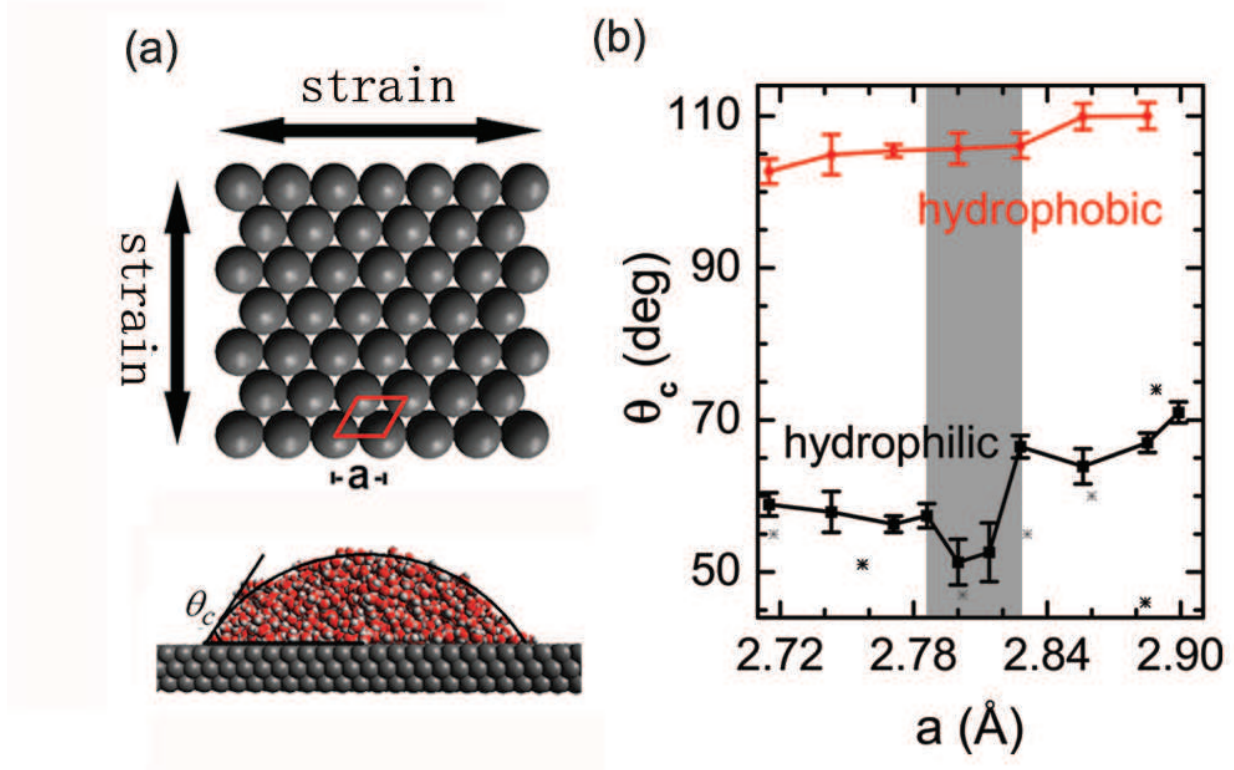 (a)
strain
strain
a
θc
(b)
110
90
70
50
θc (deg)
hydrophobic
hydrophilic
2.72 2.78 2.84 2.90
a (Å)